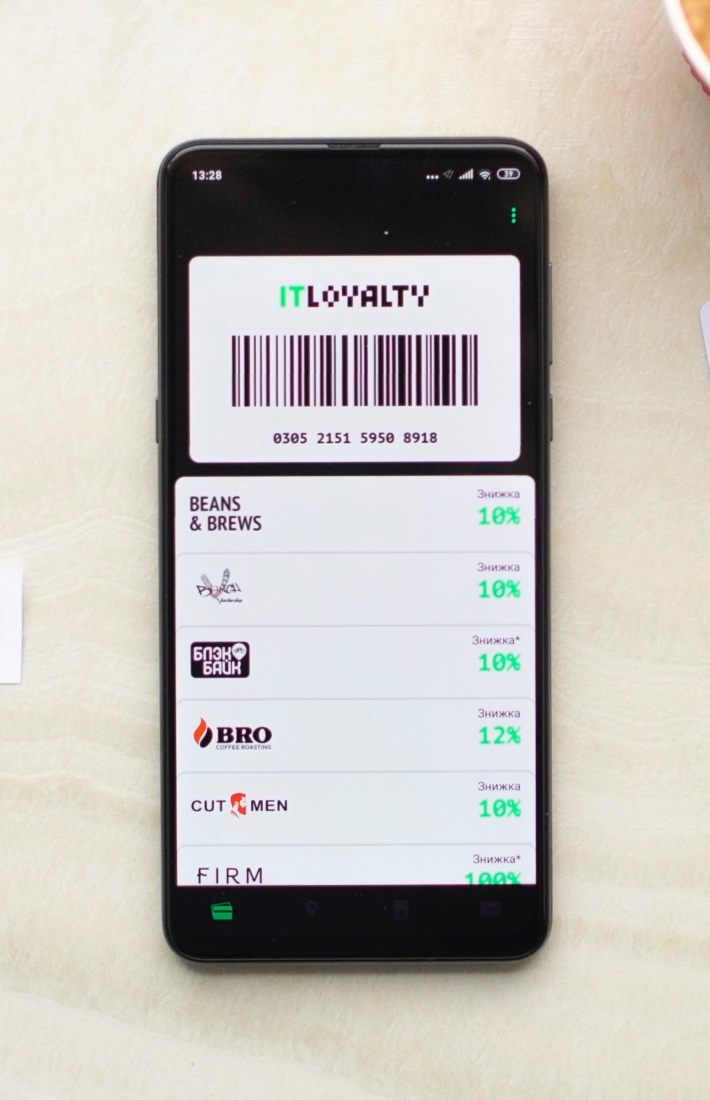 13:28
39
ITLOYALTY
0305 2151 5950 8918
BEANS
& BREWS
Знижка
10%
Знижка
10%
БЛЭК
БАЙК
Знижка*
10%
BRO
COFFEE ROASTING
Знижка
12%
CUT MEN
Знижка
10%
FIRM
Знижка*
100%